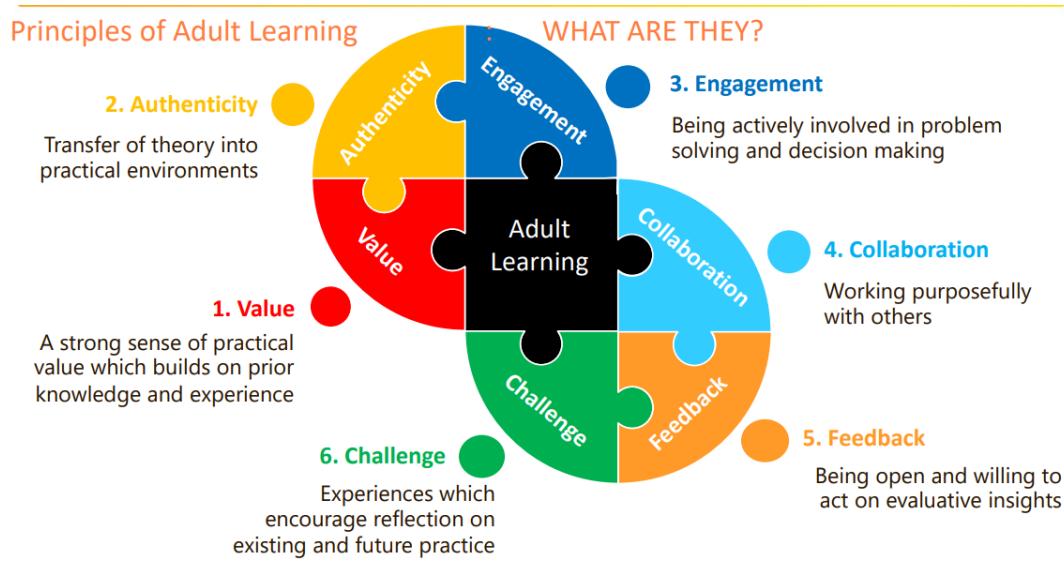 Principles of Adult Learning : WHAT ARE THEY?
2. Authenticity
Transfer of theory into
practical environments
Authenticity
Engagement
3. Engagement
Being actively involved in problem
solving and decision making
Value
Adult
Learning
Collaboration
4. Collaboration
Working purposefully
with others
1. Value
A strong sense of practical
value which builds on prior
knowledge and experience
Challenge
Feedback
5. Feedback
Being open and willing to
act on evaluative insights
6. Challenge
Experiences which
encourage reflection on
existing and future practice